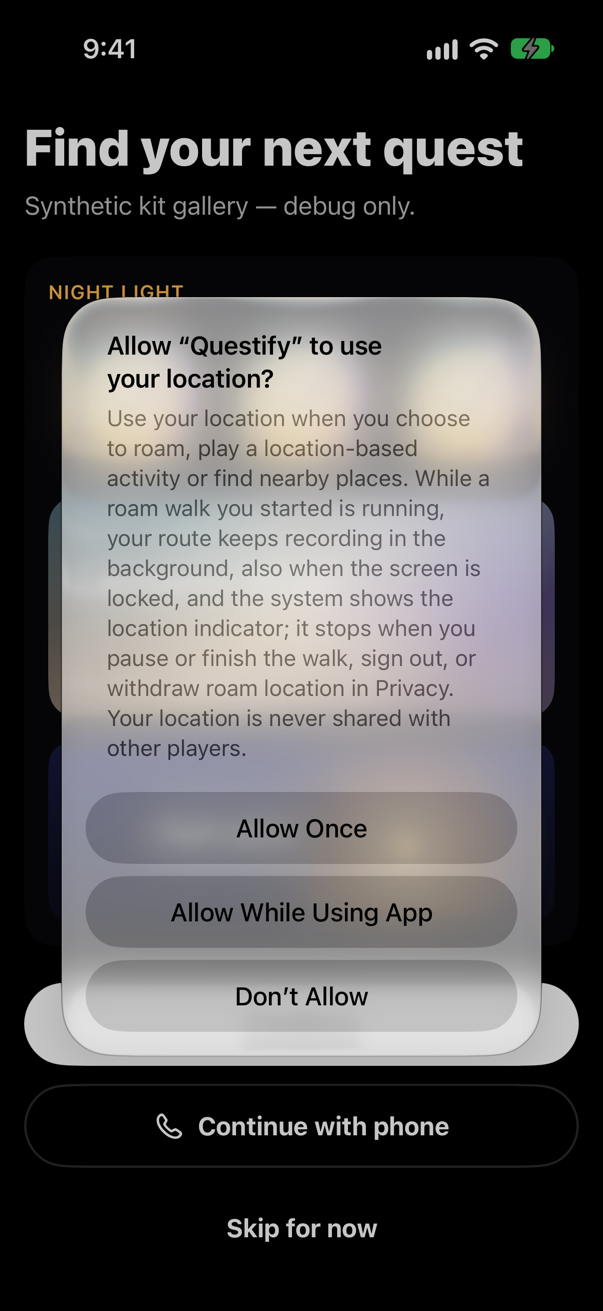 9:41
Find your next quest
Synthetic kit gallery — debug only.
NIGHT LIGHT
Allow “Questify” to use
your location?
Use your location when you choose
to roam, play a location-based
activity or find nearby places. While a
roam walk you started is running,
your route keeps recording in the
background, also when the screen is
locked, and the system shows the
location indicator; it stops when you
pause or finish the walk, sign out, or
withdraw roam location in Privacy.
Your location is never shared with
other players.
Allow Once
Allow While Using App
Don’t Allow
Continue with phone
Skip for now